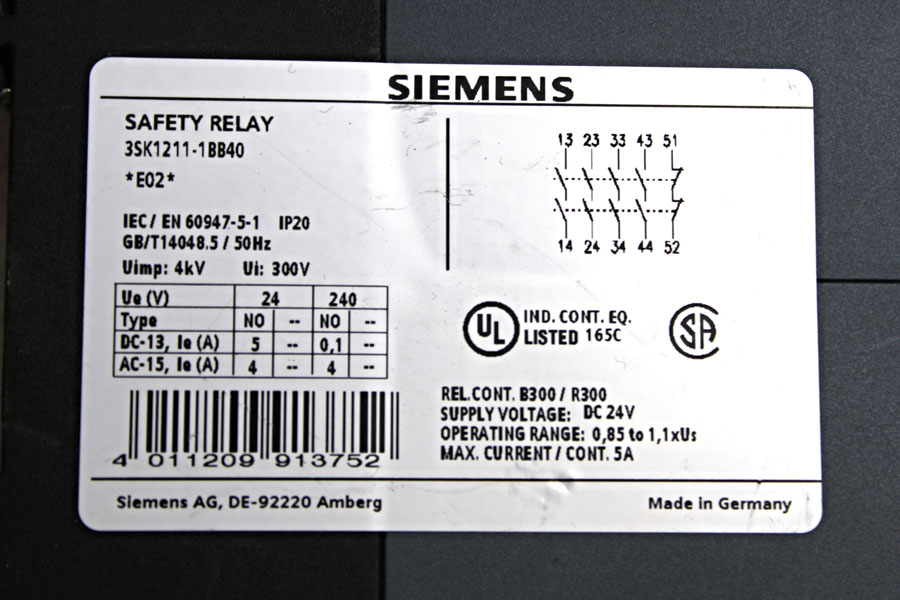 SIEMENS
SAFETY RELAY
3SK1211-1BB40
*E02*
IEC / EN 60947-5-1 IP20
GB/T14048.5 / 50Hz
Uimp: 4kV Ui: 300V
Ue (V) 24 240
Type NO -- NO --
DC-13, Ie (A) 5 -- 0,1 --
AC-15, Ie (A) 4 -- 4 --
4 011209 913752
13 23 33 43 51
14 24 34 44 52
UL IND. CONT. EQ.
LISTED 165C
SA
REL.CONT. B300 / R300
SUPPLY VOLTAGE: DC 24V
OPERATING RANGE: 0,85 to 1,1xUs
MAX. CURRENT / CONT. 5A
Siemens AG, DE-92220 Amberg
Made in Germany